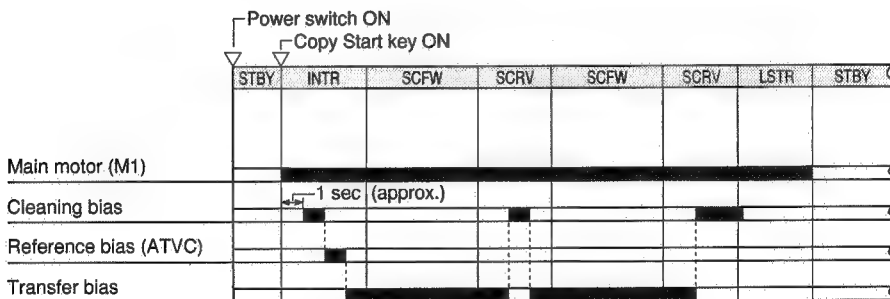 Power switch ON
Copy Start key ON
STBY INTR SCFW SCRV SCFW SCRV LSTR STBY
Main motor (M1)
1 sec (approx.)
Cleaning bias
Reference bias (ATVC)
Transfer bias